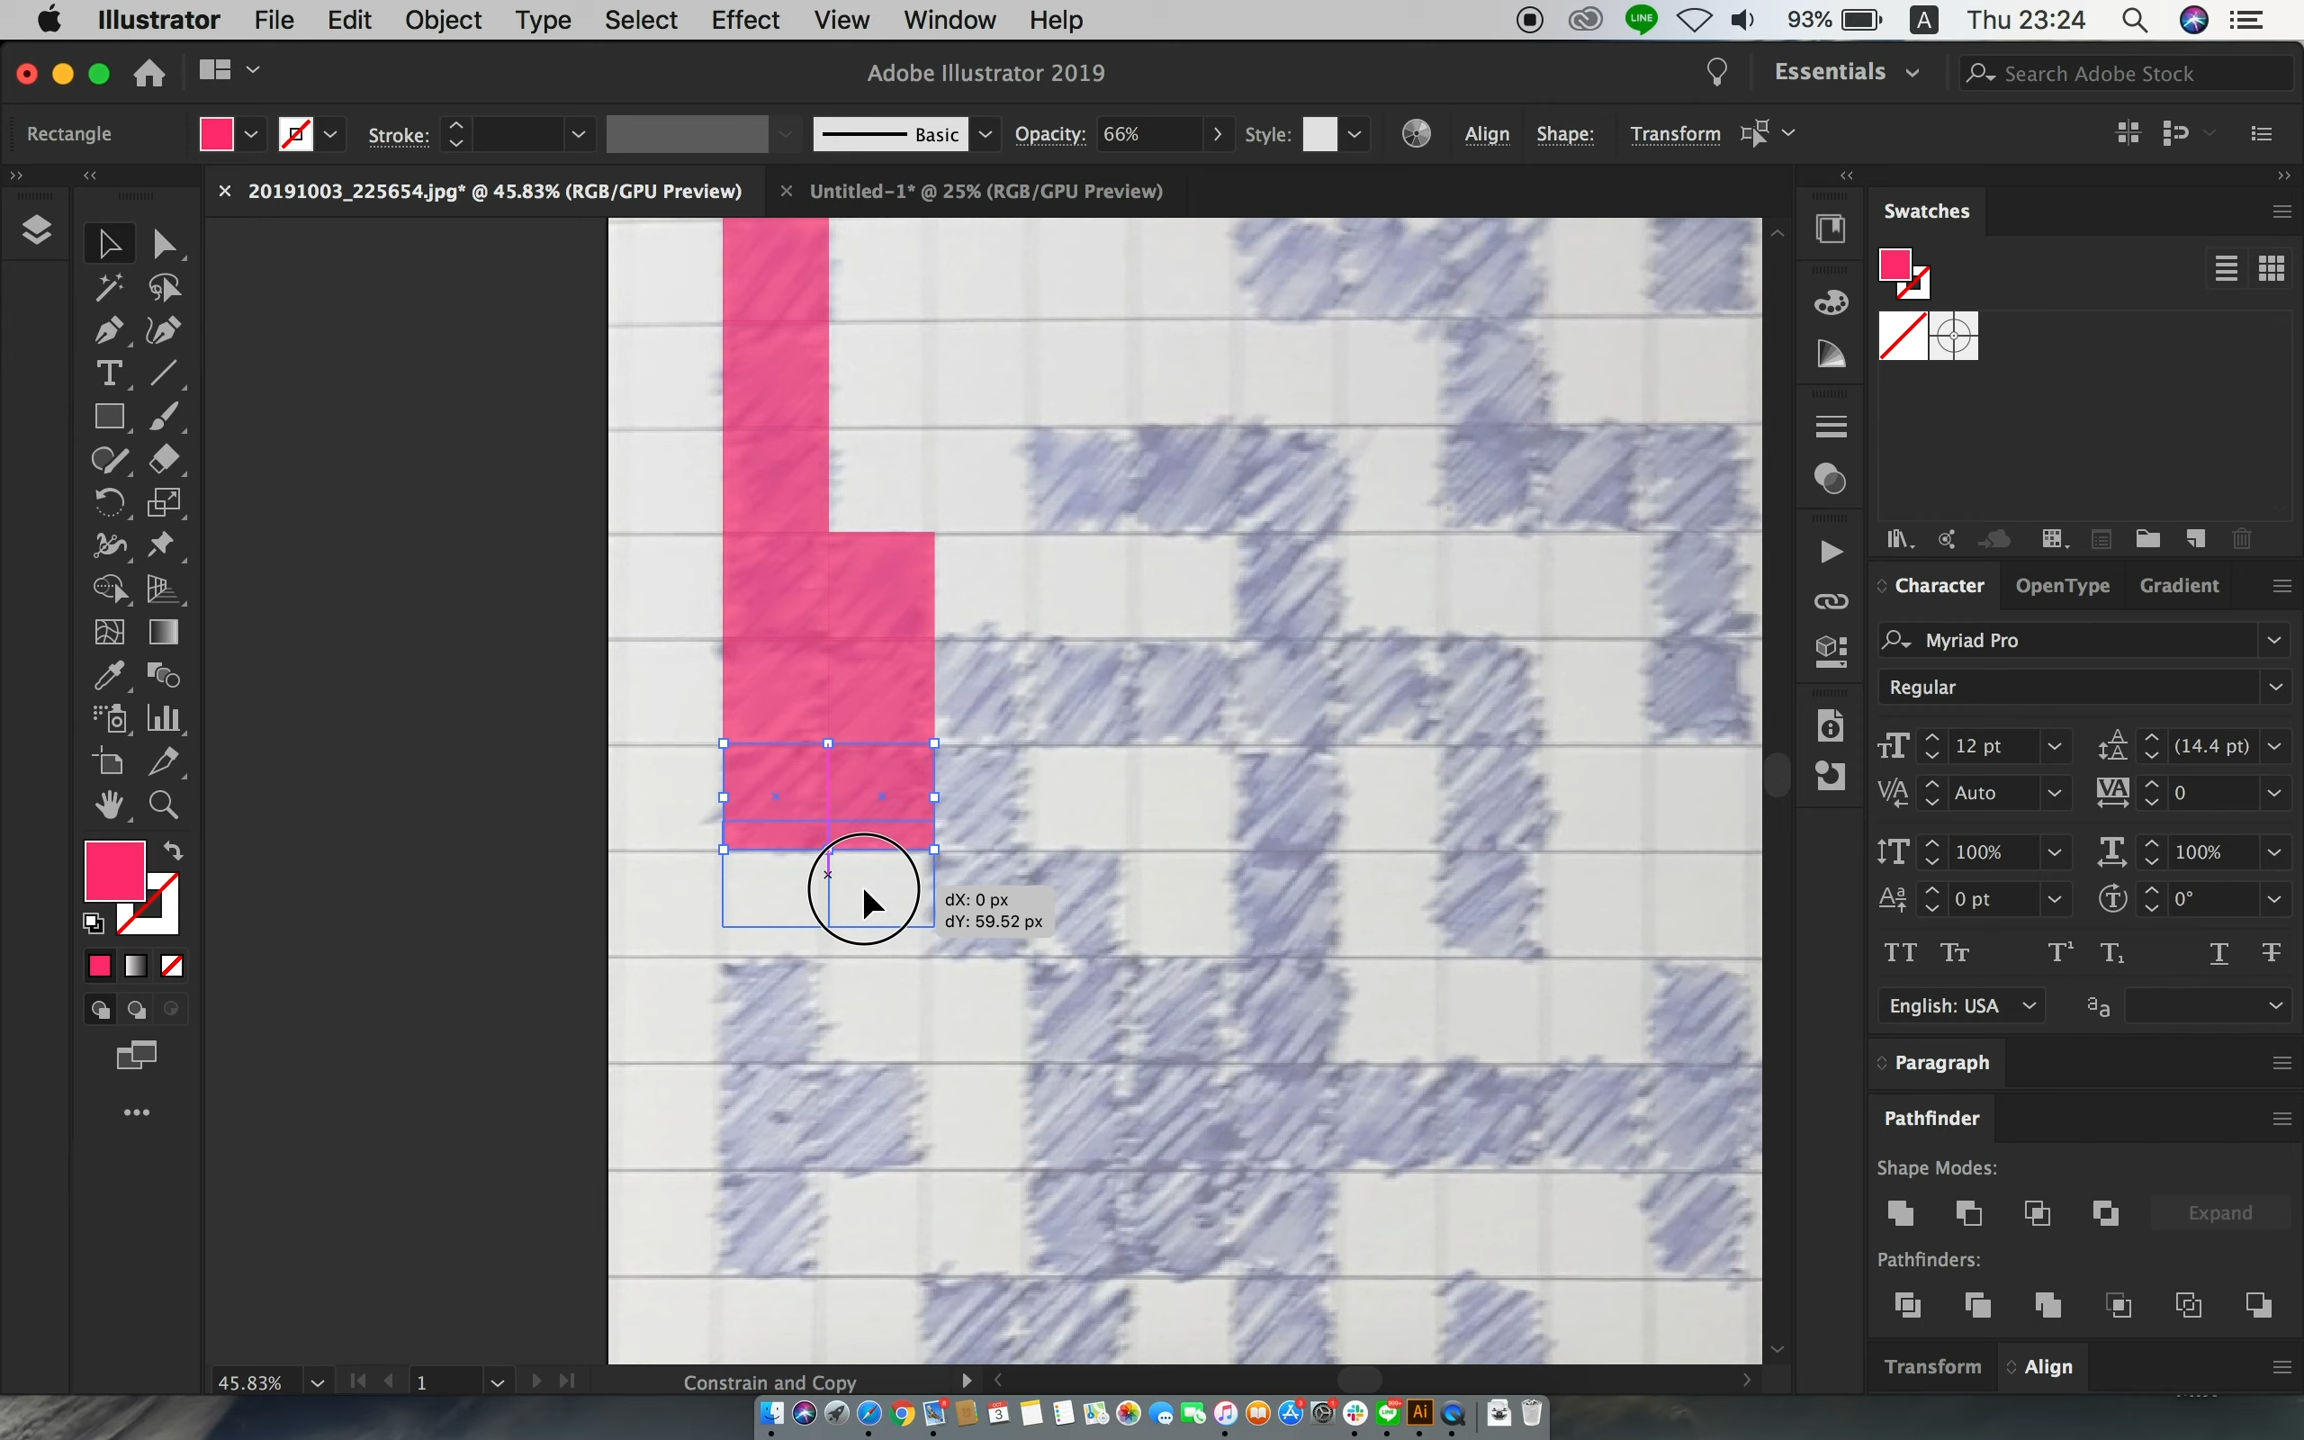 Illustrator File Edit Object Type Select Effect View Window Help
LINE 93% A Thu 23:24
Adobe Illustrator 2019
Essentials
Search Adobe Stock
Rectangle Stroke: Basic Opacity: 66% Style: Align Shape: Transform
× 20191003_225654.jpg* @ 45.83% (RGB/GPU Preview) × Untitled-1* @ 25% (RGB/GPU Preview)
Swatches
Character OpenType Gradient
Myriad Pro
Regular
12 pt (14.4 pt)
Auto 0
100% 100%
0 pt 0°
English: USA
Paragraph
Pathfinder
Shape Modes:
Expand
Pathfinders:
Transform Align
dX: 0 px
dY: 59.52 px
45.83% 1 Constrain and Copy
Ai